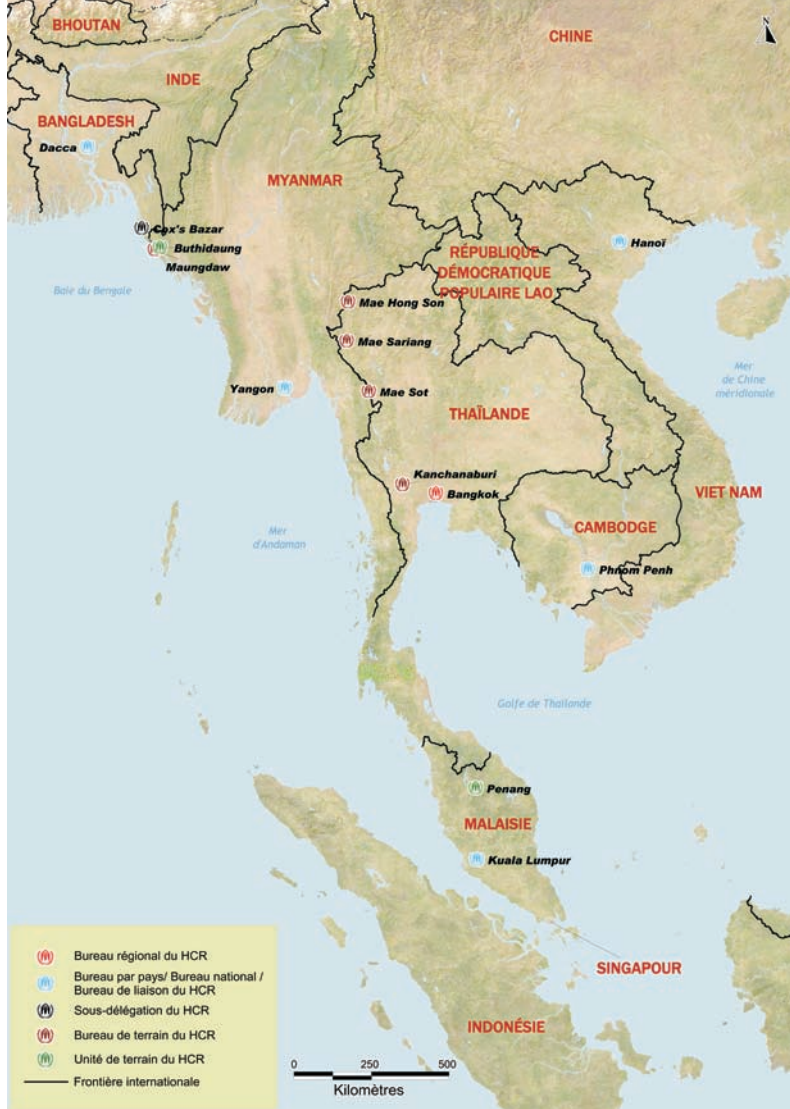 BHOUTAN
N
CHINE
INDE
BANGLADESH
Dacca
MYANMAR
Cox's Bazar
Hanoï
Buthidaung
RÉPUBLIQUE
DÉMOCRATIQUE
POPULAIRE LAO
Maungdaw
Baie du Bengale
Mae Hong Son
Mae Sariang
Mer
de Chine
méridionale
Yangon
Mae Sot
THAÏLANDE
Kanchanaburi
Bangkok
VIET NAM
Mer
d'Andaman
CAMBODGE
Phnom Penh
Golfe de Thaïlande
Penang
MALAISIE
Kuala Lumpur
SINGAPOUR
INDONÉSIE
Bureau régional du HCR
Bureau par pays/ Bureau national /
Bureau de liaison du HCR
Sous-délégation du HCR
Bureau de terrain du HCR
Unité de terrain du HCR
Frontière internationale
0 250 500
Kilomètres